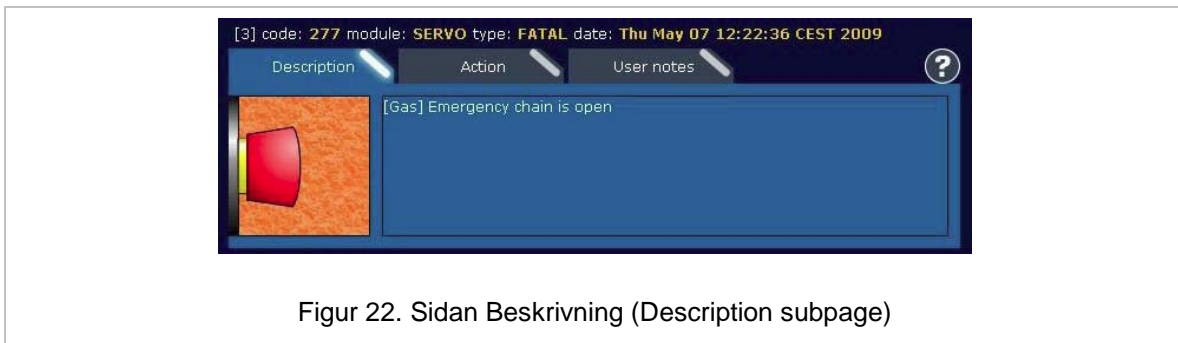 [3] code: 277 module: SERVO type: FATAL date: Thu May 07 12:22:36 CEST 2009
Description Action User notes ?
[Gas] Emergency chain is open
Figur 22. Sidan Beskrivning (Description subpage)